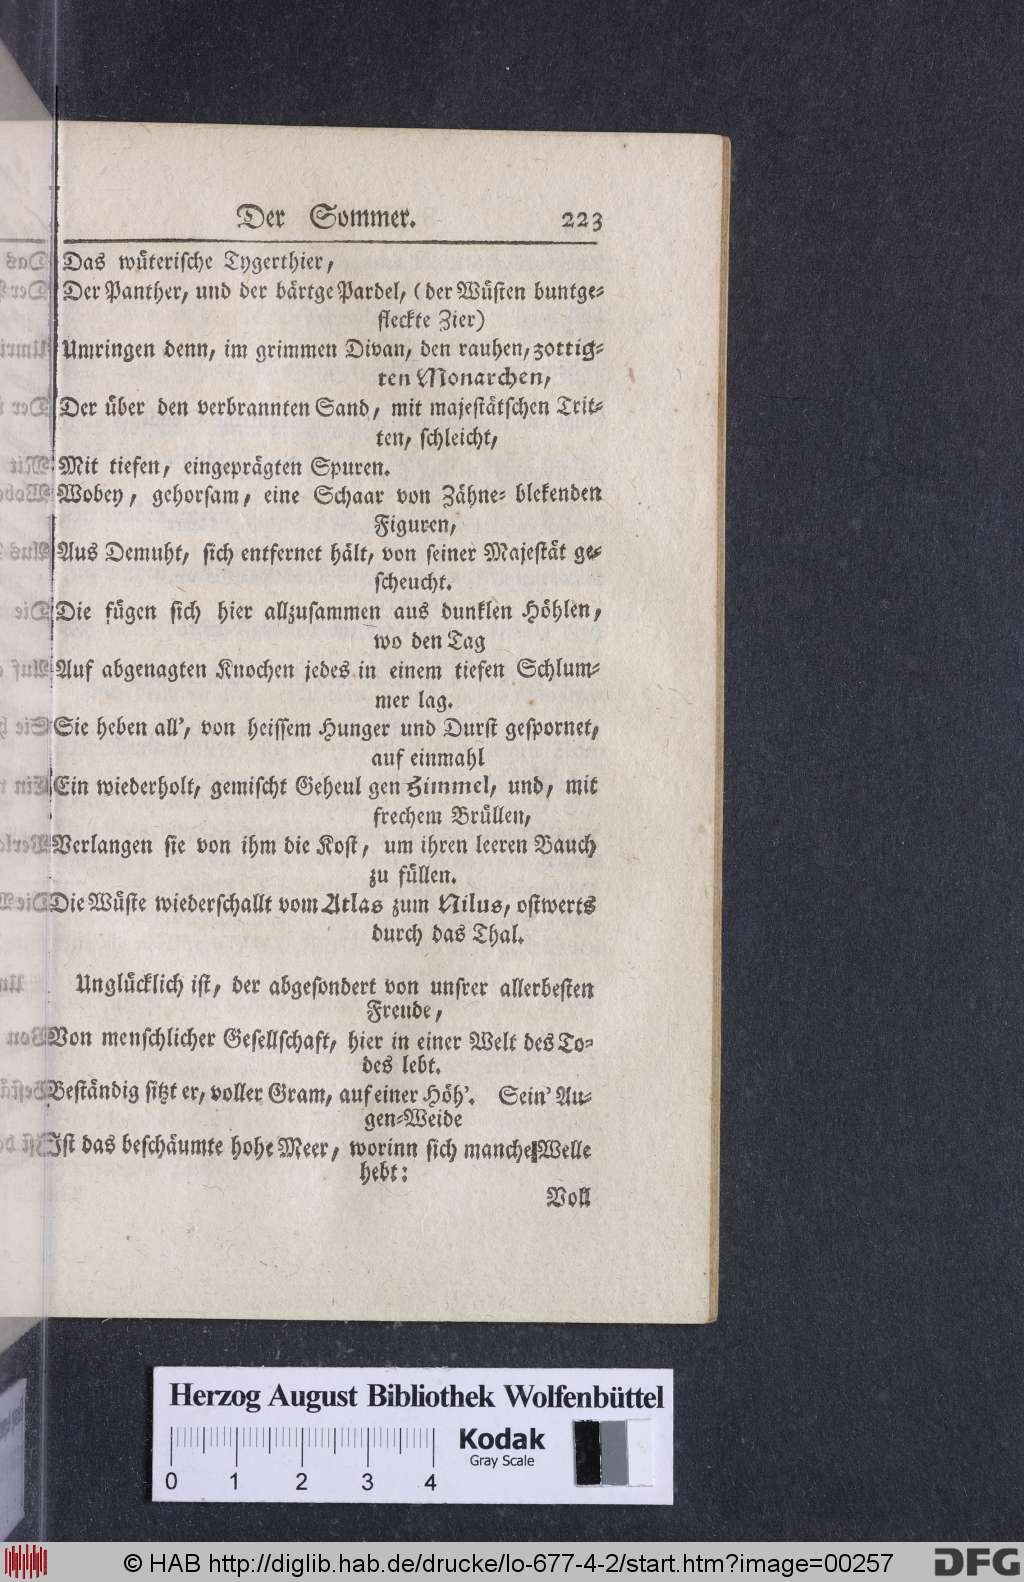 Der Sommer. 223
Das wüterische Tygerthier,
Der Panther, und der bärtge Pardel, (der Wüsten buntge-
fleckte Zier)
Umringen denn, im grimmen Divan, den rauhen, zottig-
ten Monarchen,
Der über den verbrannten Sand, mit majestätschen Trit-
ten, schleicht,
Mit tiefen, eingeprägten Spuren.
Wobey, gehorsam, eine Schaar von Zähne-blekenden
Figuren,
Aus Demuht, sich entfernet hält, von seiner Majestät ge-
scheucht.
Die fügen sich hier allzusammen aus dunklen Höhlen,
wo den Tag
Auf abgenagten Knochen jedes in einem tiefen Schlum-
mer lag.
Sie heben all', von heissem Hunger und Durst gespornet,
auf einmahl
Ein wiederholt, gemischt Geheul gen Himmel, und, mit
frechem Brüllen,
Verlangen sie von ihm die Kost, um ihren leeren Bauch
zu füllen.
Die Wüste wiederschallt vom Atlas zum Nilus, ostwerts
durch das Thal.
Unglücklich ist, der abgesondert von unsrer allerbesten
Freude,
Von menschlicher Gesellschaft, hier in einer Welt des To-
des lebt.
Beständig sitzt er, voller Gram, auf einer Höh'. Sein' Au-
gen-Weide
Ist das beschäumte hohe Meer, worinn sich manche Welle
hebt:
Voll
Herzog August Bibliothek Wolfenbüttel
Kodak
Gray Scale
0 1 2 3 4
© HAB http://diglib.hab.de/drucke/lo-677-4-2/start.htm?image=00257
DFG